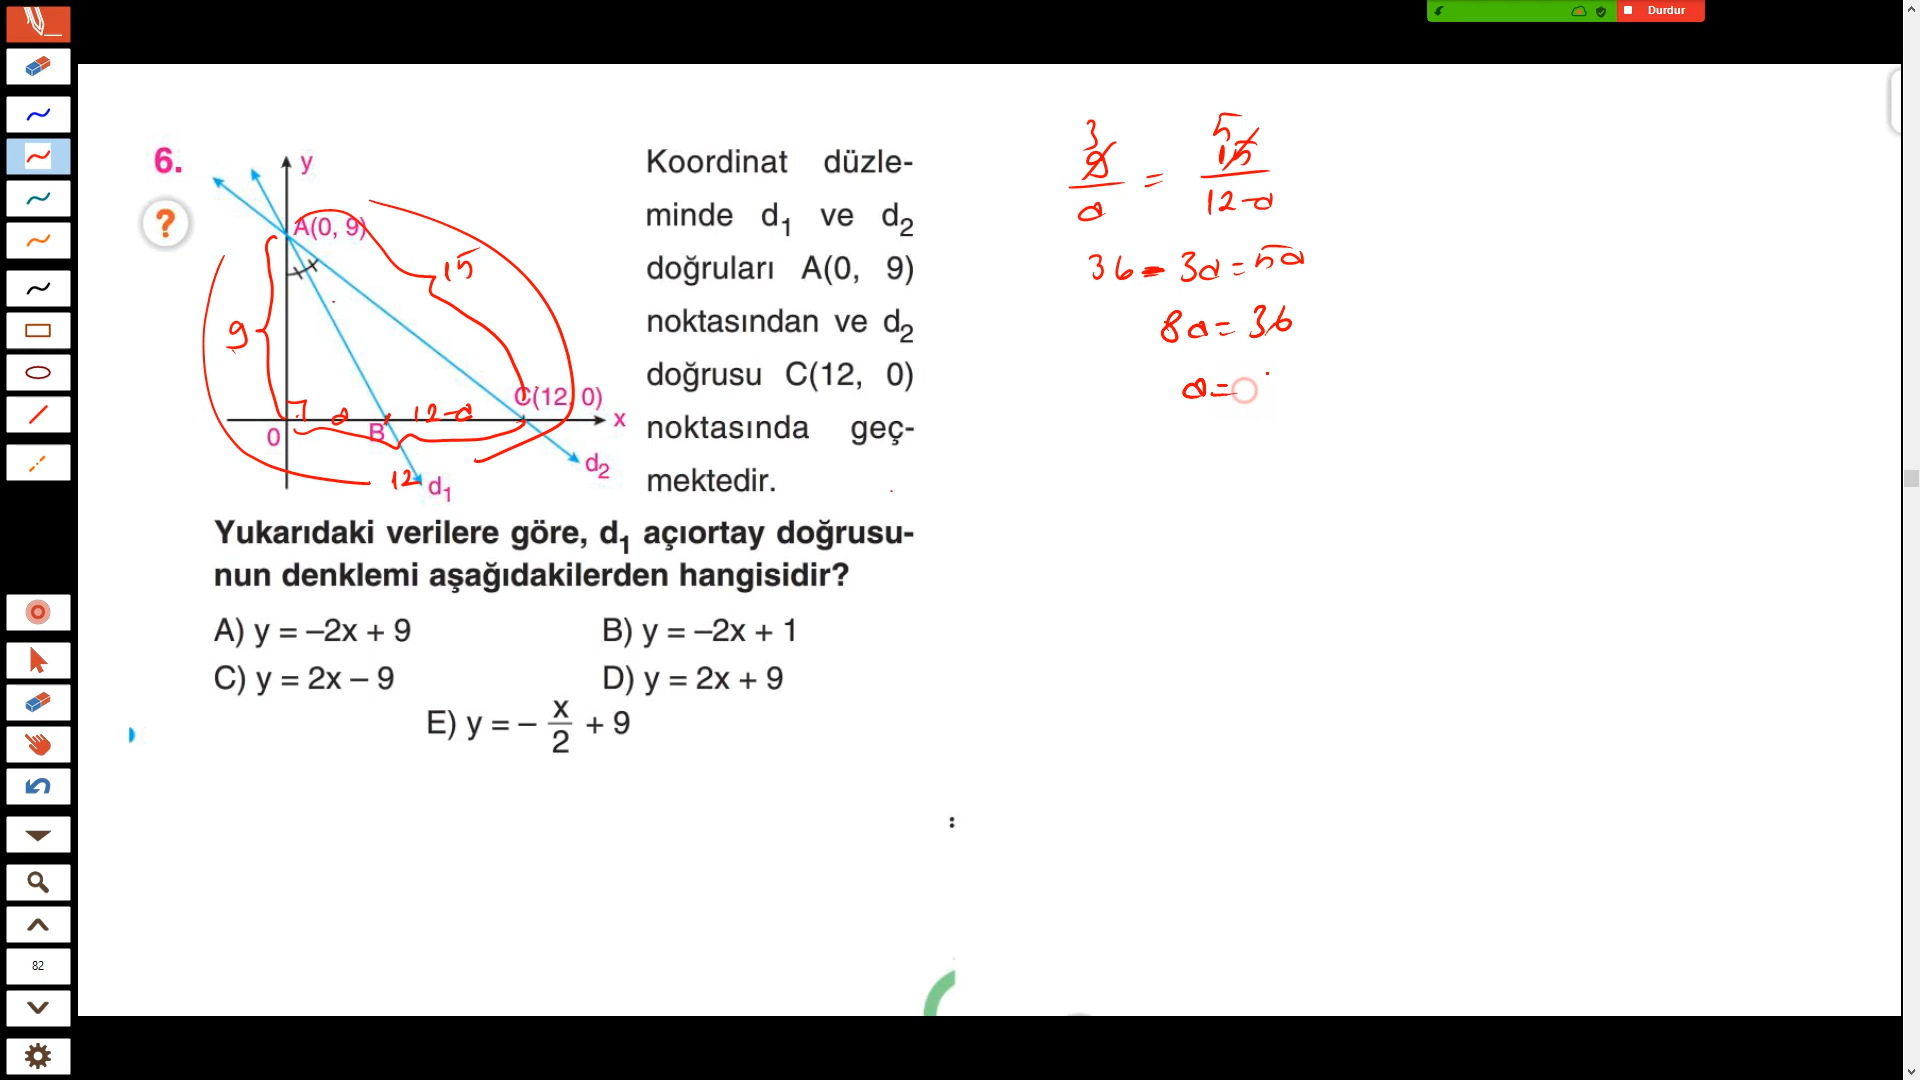 Durdur
6.
?
y
A(0, 9)
15
9
C(12, 0)
a
12-a
x
0
B
12
d1
d2
Koordinat düzle-
minde d1 ve d2
doğruları A(0, 9)
noktasından ve d2
doğrusu C(12, 0)
noktasında geç-
mektedir.
Yukarıdaki verilere göre, d1 açıortay doğrusu-
nun denklemi aşağıdakilerden hangisidir?
A) y = –2x + 9
B) y = –2x + 1
C) y = 2x – 9
D) y = 2x + 9
E) y = – x/2 + 9
3 5
9/a = 15/12-a
36 - 3a = 5a
8a = 36
a =
82